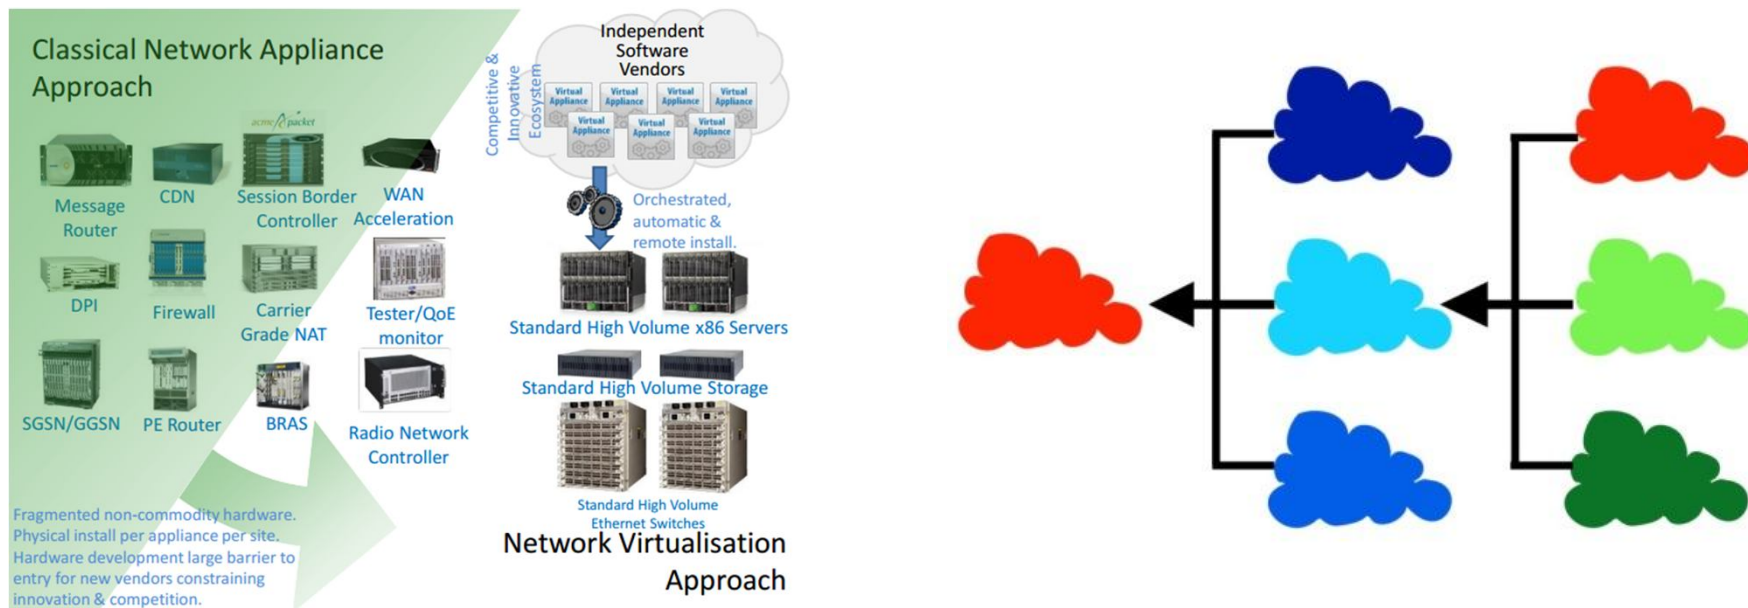 Classical Network Appliance
Approach
acme packet
Message
Router
CDN
Session Border
Controller
WAN
Acceleration
DPI
Firewall
Carrier
Grade NAT
Tester/QoE
monitor
SGSN/GGSN
PE Router
BRAS
Radio Network
Controller
Fragmented non-commodity hardware.
Physical install per appliance per site.
Hardware development large barrier to
entry for new vendors constraining
innovation & competition.
Competitive &
Innovative
Ecosystem
Independent
Software
Vendors
Virtual
Appliance
Virtual
Appliance
Virtual
Appliance
Virtual
Appliance
Virtual
Appliance
Virtual
Appliance
Virtual
Appliance
Orchestrated,
automatic &
remote install.
Standard High Volume x86 Servers
Standard High Volume Storage
Standard High Volume
Ethernet Switches
Network Virtualisation
Approach